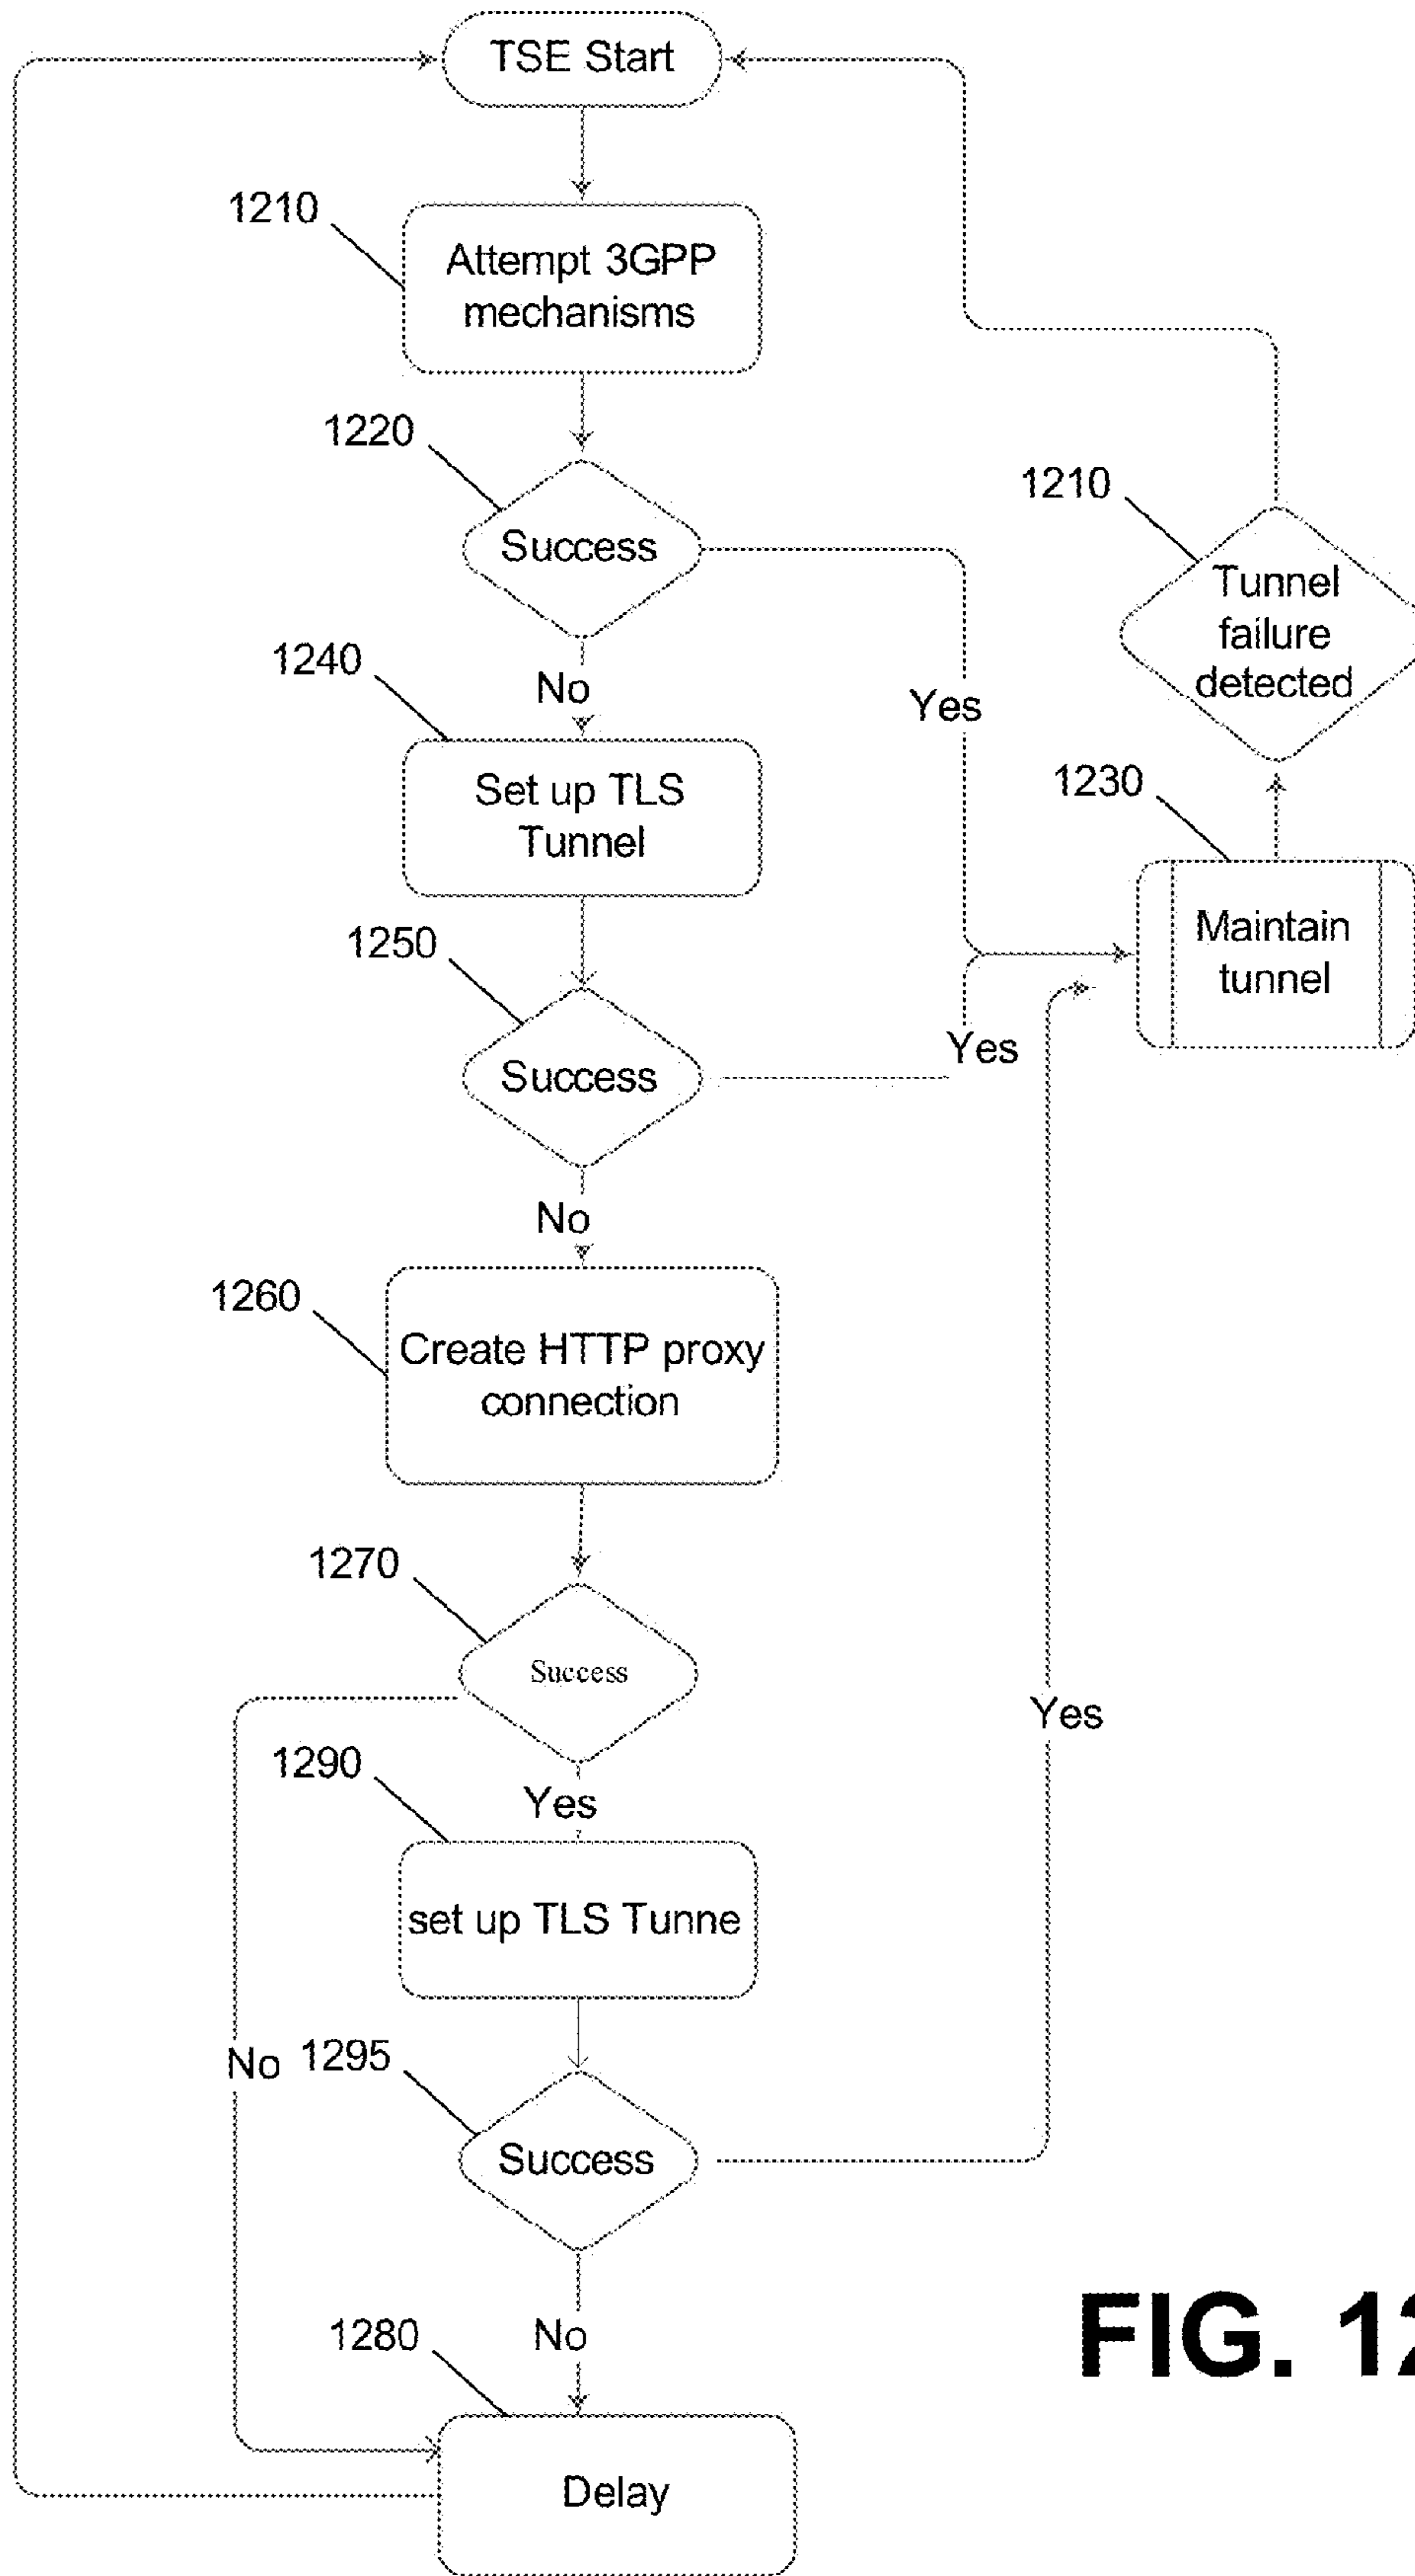 TSE Start
1210
Attempt 3GPP
mechanisms
1220
Success
1210
Tunnel
failure
detected
No
Yes
1240
Set up TLS
Tunnel
1230
Maintain
tunnel
1250
Success
Yes
No
1260
Create HTTP proxy
connection
1270
Success
Yes
Yes
1290
set up TLS Tunne
No
1295
Success
No
1280
Delay
FIG. 12